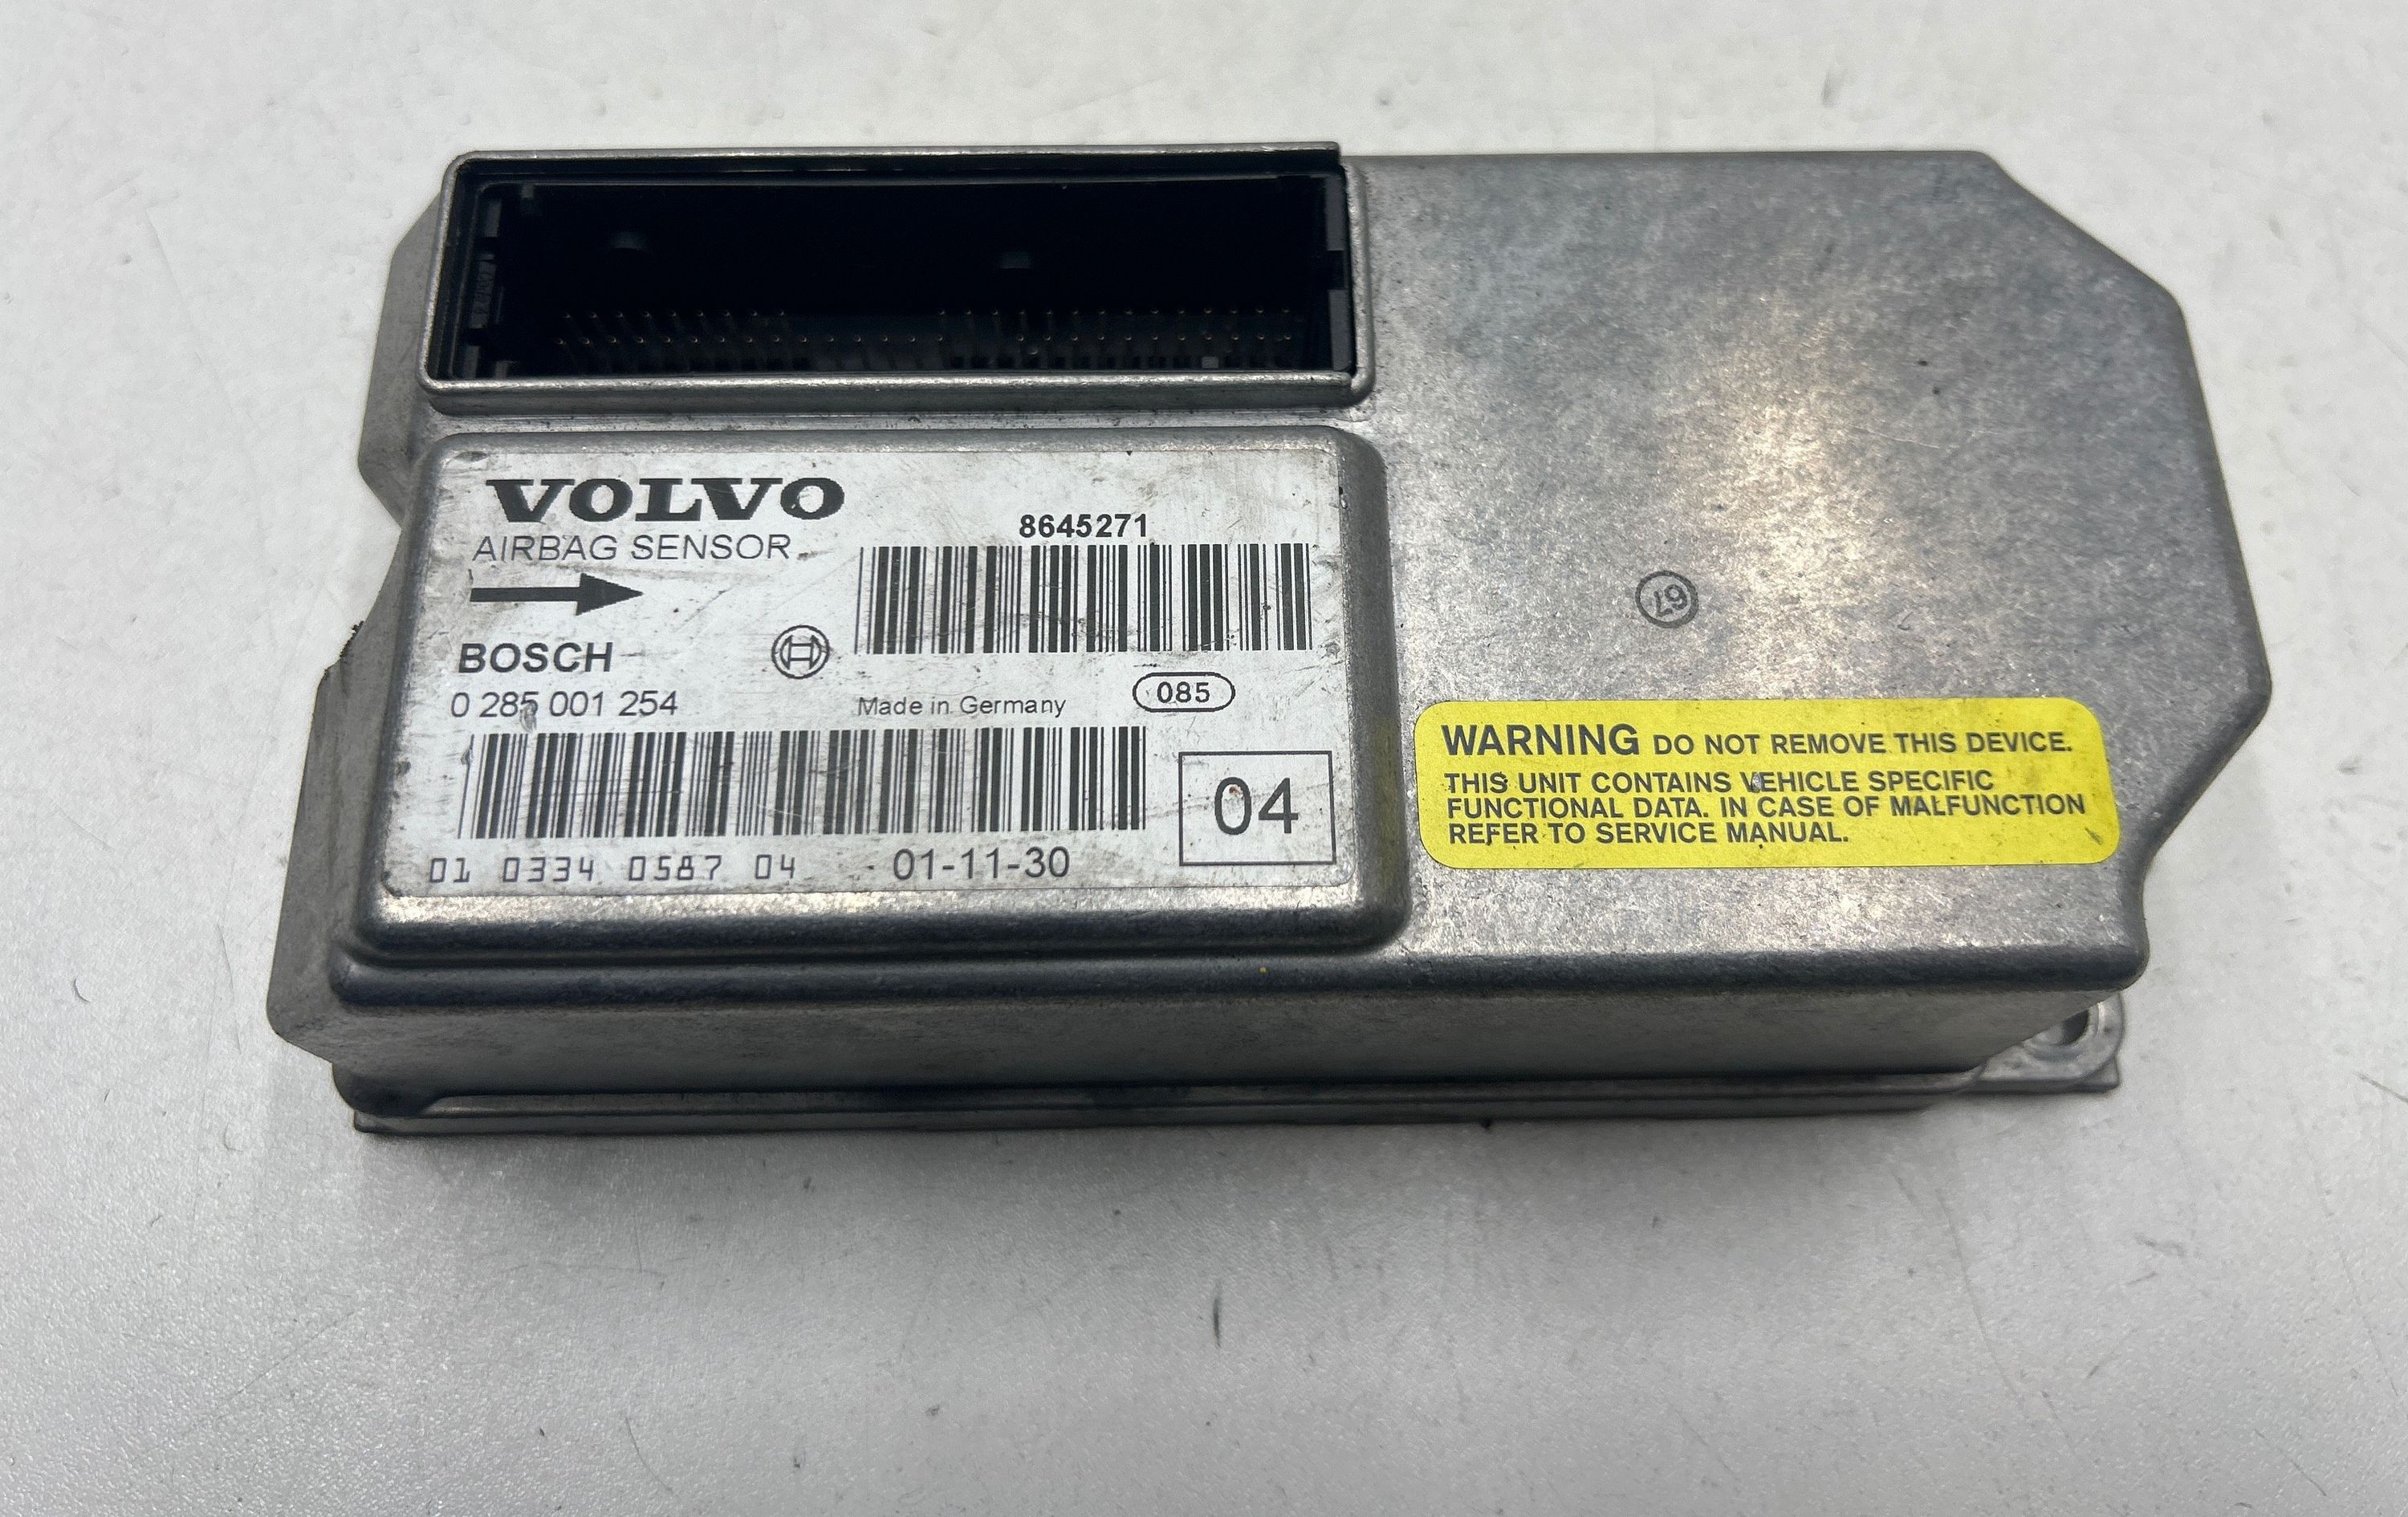 VOLVO
AIRBAG SENSOR
8645271
BOSCH
0 285 001 254
Made in Germany
085
04
01 0334 0587 04
01-11-30
67
WARNING DO NOT REMOVE THIS DEVICE.
THIS UNIT CONTAINS VEHICLE SPECIFIC
FUNCTIONAL DATA. IN CASE OF MALFUNCTION
REFER TO SERVICE MANUAL.